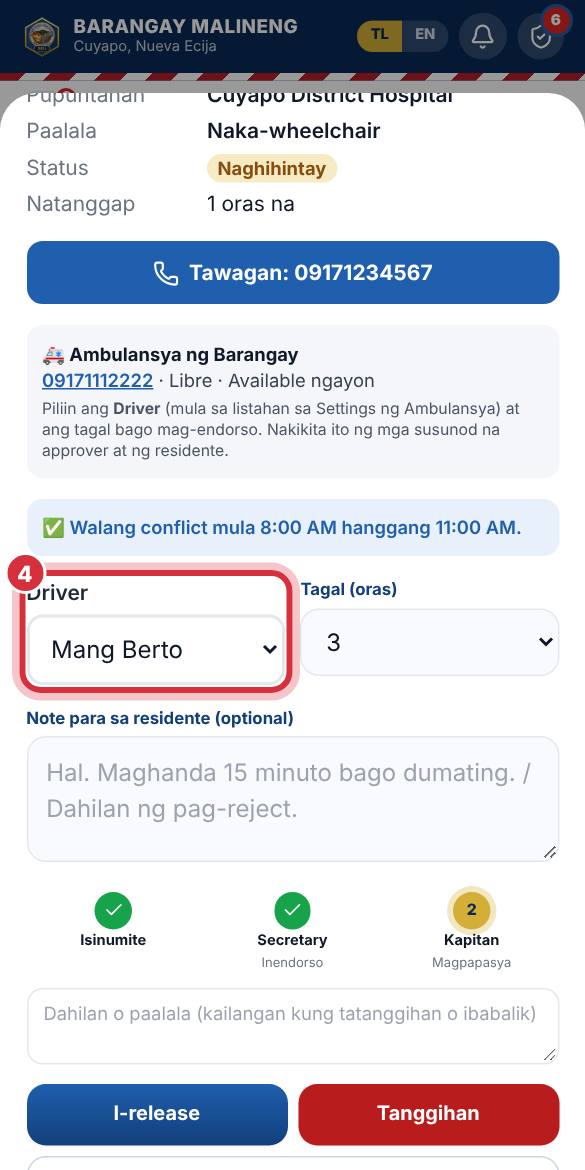 BARANGAY MALINENG
Cuyapo, Nueva Ecija
TL EN
6
Pupuntahan Cuyapo District Hospital
Paalala Naka-wheelchair
Status Naghihintay
Natanggap 1 oras na
Tawagan: 09171234567
🚑 Ambulansya ng Barangay
09171112222 · Libre · Available ngayon
Piliin ang Driver (mula sa listahan sa Settings ng Ambulansya) at
ang tagal bago mag-endorso. Nakikita ito ng mga susunod na
approver at ng residente.
✅ Walang conflict mula 8:00 AM hanggang 11:00 AM.
4
Driver
Tagal (oras)
Mang Berto
3
Note para sa residente (optional)
Hal. Maghanda 15 minuto bago dumating. /
Dahilan ng pag-reject.
2
Isinumite Secretary Kapitan
Inendorso Magpapasya
Dahilan o paalala (kailangan kung tatanggihan o ibabalik)
I-release Tanggihan